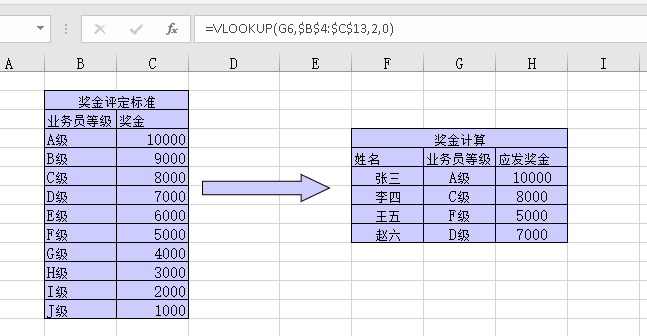 fx =VLOOKUP(G6,$B$4:$C$13,2,0)
A B C D E F G H I
奖金评定标准
业务员等级 奖金
A级 10000
B级 9000
C级 8000
D级 7000
E级 6000
F级 5000
G级 4000
H级 3000
I级 2000
J级 1000
奖金计算
姓名 业务员等级 应发奖金
张三 A级 10000
李四 C级 8000
王五 F级 5000
赵六 D级 7000